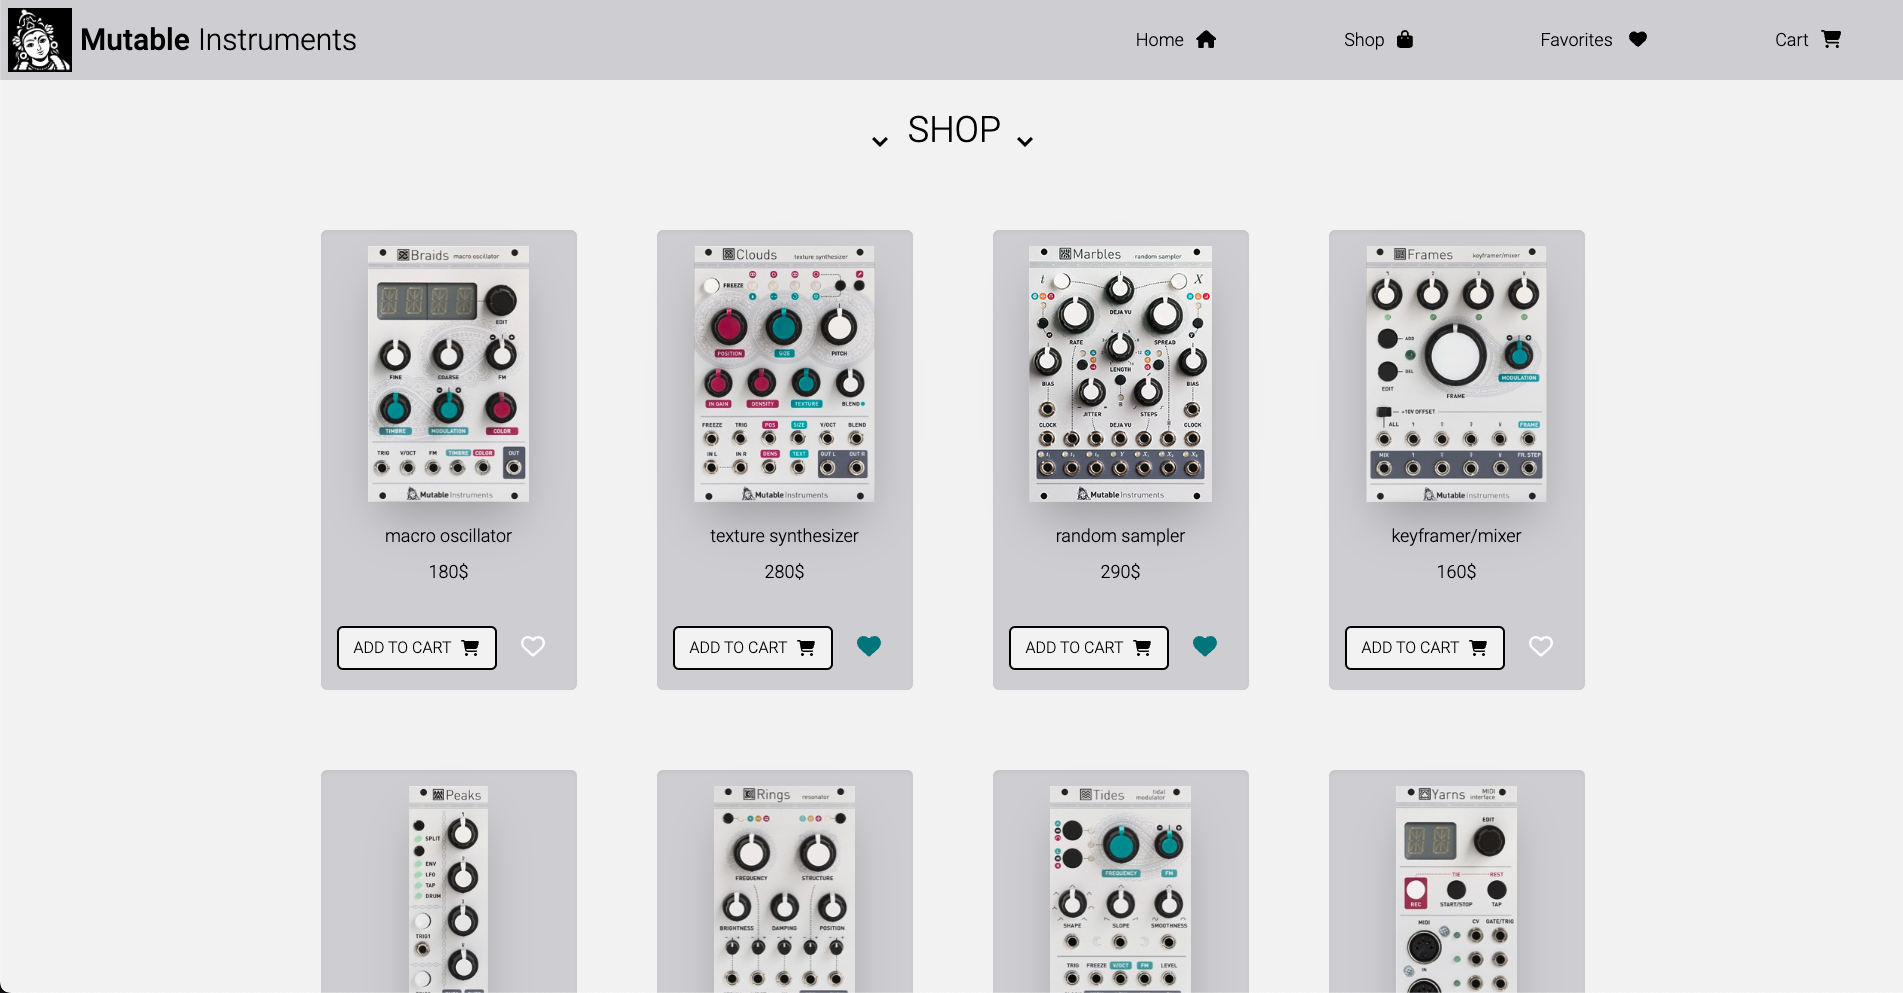 Mutable Instruments
Home
Shop
Favorites
Cart
SHOP
Braids macro oscillator
EDIT
FINE COARSE FM
TIMBRE MODULATION COLOR
TRIG V/OCT FM TIMBRE COLOR OUT
Mutable Instruments
macro oscillator
180$
ADD TO CART
Clouds texture synthesizer
FREEZE
POSITION SIZE PITCH
IN GAIN DENSITY TEXTURE BLEND
FREEZE TRIG POS SIZE V/OCT BLEND
IN L IN R DENS TEXT OUT L OUT R
Mutable Instruments
texture synthesizer
280$
ADD TO CART
Marbles random sampler
t X
DEJA VU
RATE SPREAD
LENGTH
BIAS BIAS
JITTER STEPS
CLOCK DEJA VU CLOCK
Mutable Instruments
random sampler
290$
ADD TO CART
Frames keyframer/mixer
ADD
DEL
EDIT
MODULATION
FRAME
+10V OFFSET
ALL 1 2 3 4 FRAME
MIX 1 2 3 4 FR. STEP
Mutable Instruments
keyframer/mixer
160$
ADD TO CART
Peaks
SPLIT
ENV
LFO
TAP
DRUM
TRIG1
Rings resonator
FREQUENCY STRUCTURE
BRIGHTNESS DAMPING POSITION
Tides tidal modulator
FREQUENCY FM
SHAPE SLOPE SMOOTHNESS
TRIG FREEZE V/OCT FM LEVEL
Yarns MIDI interface
EDIT
TIE REST
REC START/STOP TAP
MIDI CV GATE/TRIG
IN